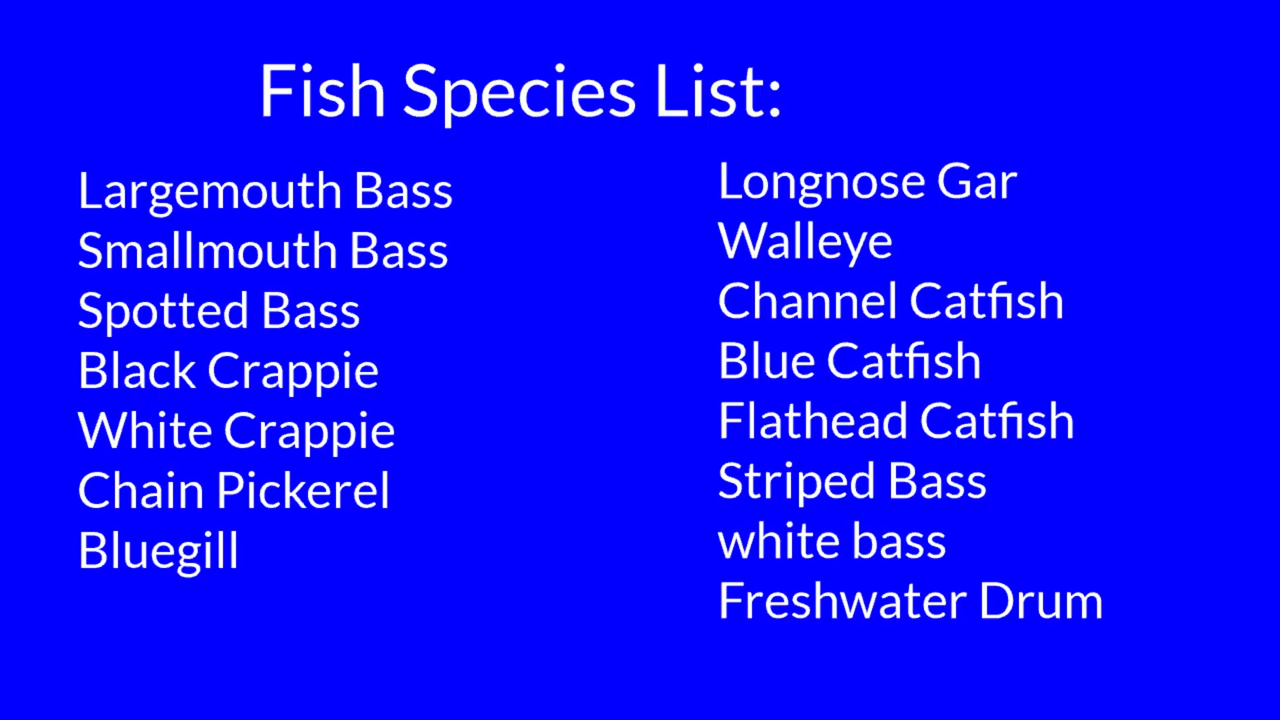 Fish Species List:
Largemouth Bass
Smallmouth Bass
Spotted Bass
Black Crappie
White Crappie
Chain Pickerel
Bluegill
Longnose Gar
Walleye
Channel Catfish
Blue Catfish
Flathead Catfish
Striped Bass
white bass
Freshwater Drum